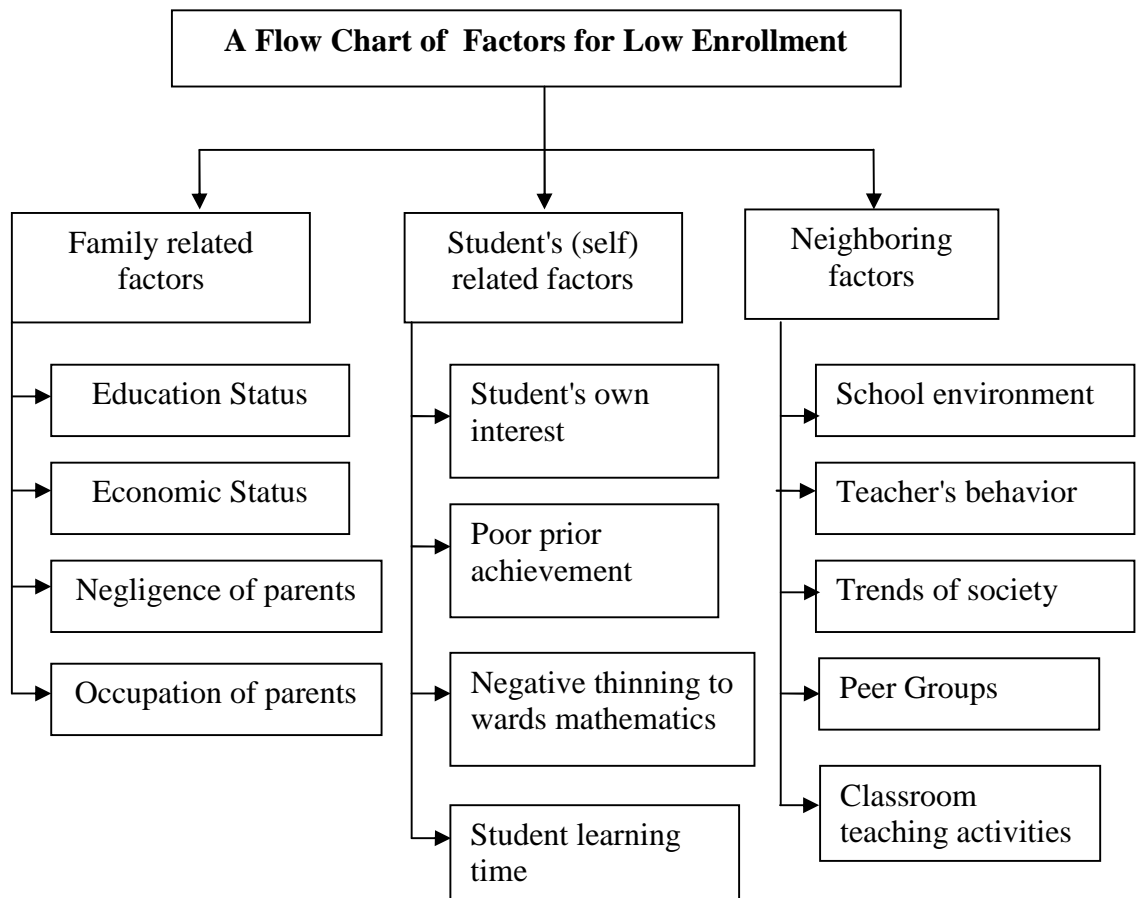 A Flow Chart of Factors for Low Enrollment
Family related
factors
Education Status
Economic Status
Negligence of parents
Occupation of parents
Student's (self)
related factors
Student's own
interest
Poor prior
achievement
Negative thinning to
wards mathematics
Student learning
time
Neighboring
factors
School environment
Teacher's behavior
Trends of society
Peer Groups
Classroom
teaching activities